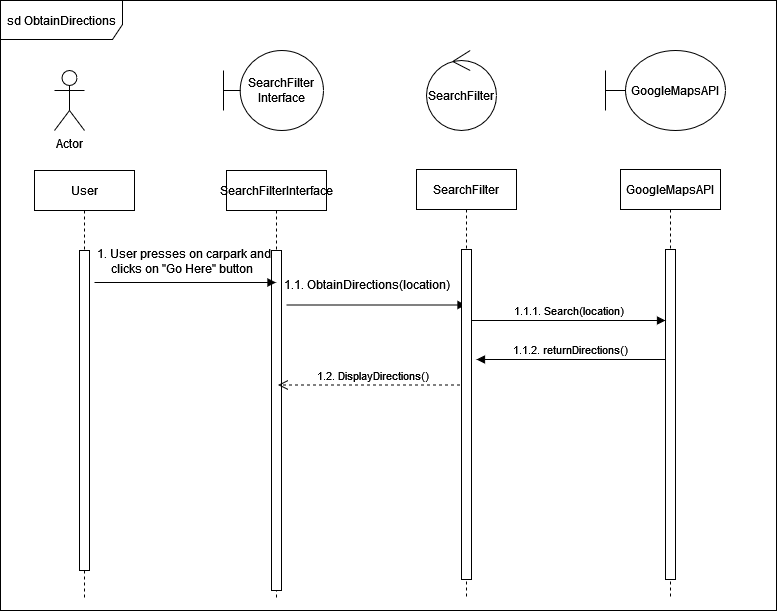 sd ObtainDirections
SearchFilter
Interface
SearchFilter
GoogleMapsAPI
Actor
User
SearchFilterInterface
SearchFilter
GoogleMapsAPI
1. User presses on carpark and
clicks on "Go Here" button
1.1. ObtainDirections(location)
1.1.1. Search(location)
1.1.2. returnDirections()
1.2. DisplayDirections()